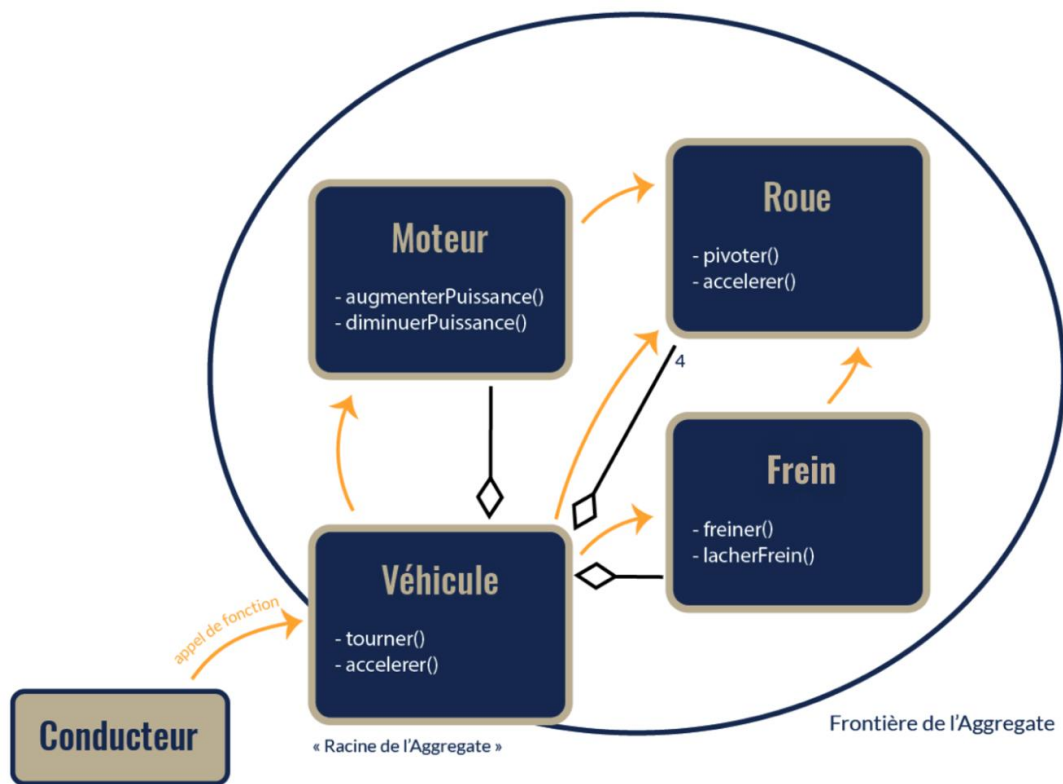 Moteur
- augmenterPuissance()
- diminuerPuissance()
Roue
- pivoter()
- accelerer()
4
Frein
- freiner()
- lacherFrein()
Véhicule
- tourner()
- accelerer()
appel de fonction
Conducteur
« Racine de l'Aggregate »
Frontière de l'Aggregate